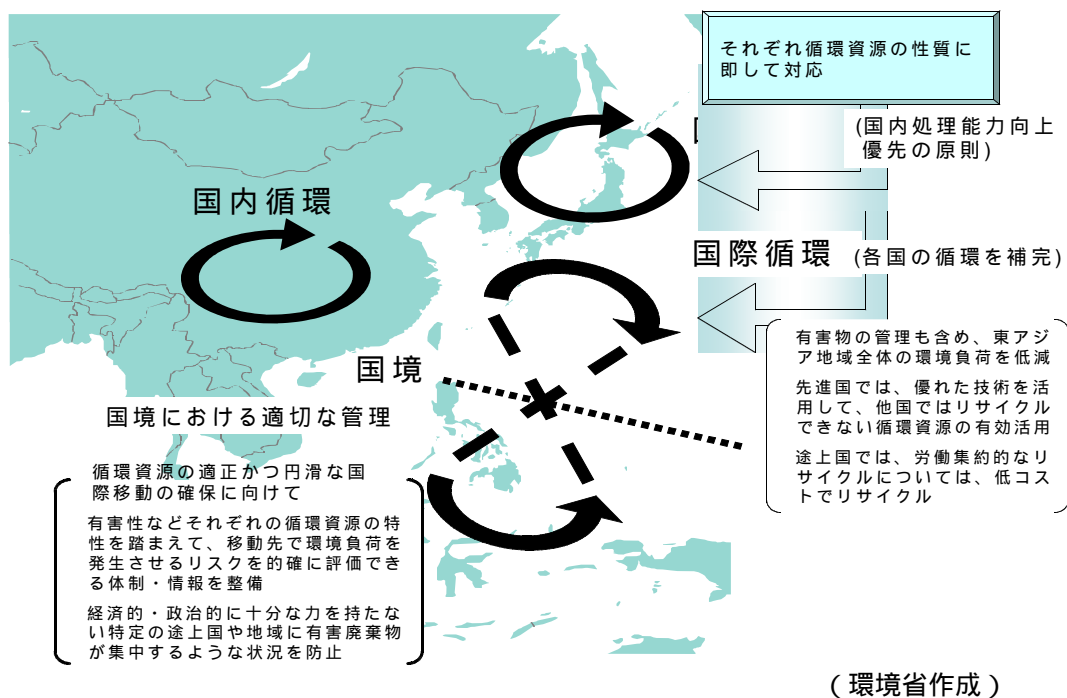 それぞれ循環資源の性質に
即して対応
(国内処理能力向上
優先の原則)
国内循環
国際循環
(各国の循環を補完)
有害物の管理も含め、東アジ
ア地域全体の環境負荷を低減
先進国では、優れた技術を活
用して、他国ではリサイクル
できない循環資源の有効活用
途上国では、労働集約的なリ
サイクルについては、低コス
トでリサイクル
国境
国境における適切な管理
循環資源の適正かつ円滑な国
際移動の確保に向けて
有害性などそれぞれの循環資源の特
性を踏まえて、移動先で環境負荷を
発生させるリスクを的確に評価でき
る体制・情報を整備
経済的・政治的に十分な力を持たな
い特定の途上国や地域に有害廃棄物
が集中するような状況を防止
(環境省作成)